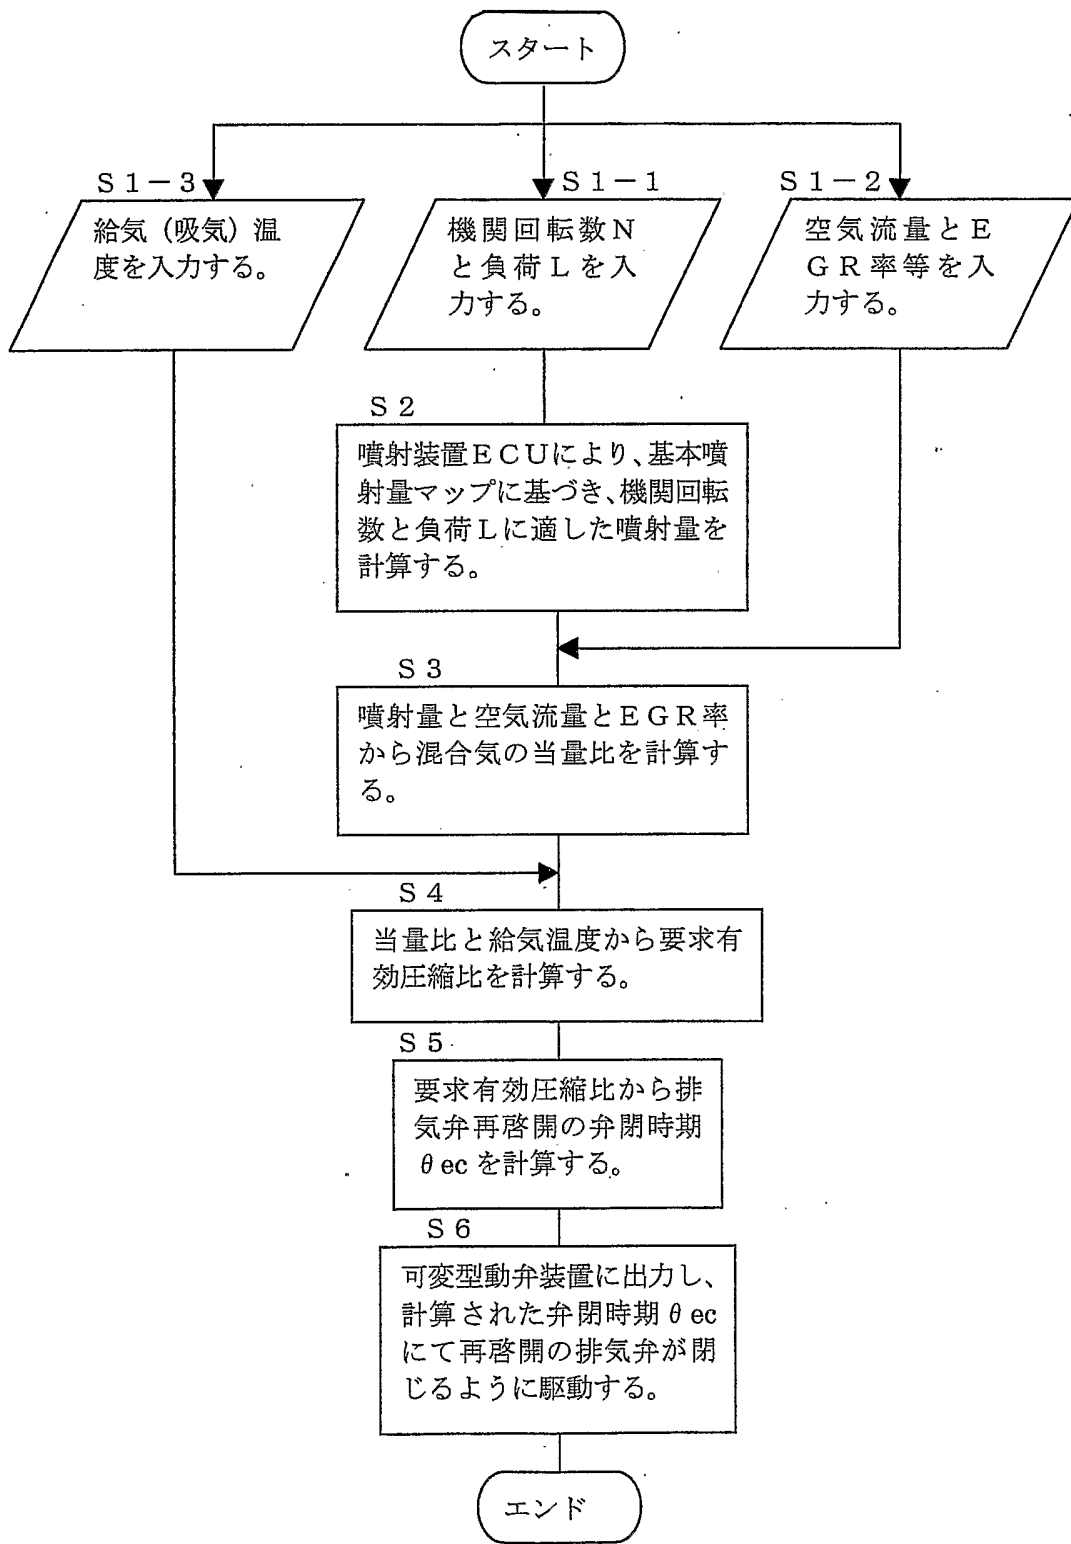 スタート
S1-3
給気（吸気）温
度を入力する。
S1-1
機関回転数N
と負荷Lを入
力する。
S1-2
空気流量とE
GR率等を入
力する。
S2
噴射装置ECUにより、基本噴
射量マップに基づき、機関回転
数と負荷Lに適した噴射量を
計算する。
S3
噴射量と空気流量とEGR率
から混合気の当量比を計算す
る。
S4
当量比と給気温度から要求有
効圧縮比を計算する。
S5
要求有効圧縮比から排
気弁再啓開の弁閉時期
θecを計算する。
S6
可変型動弁装置に出力し、
計算された弁閉時期θec
にて再啓開の排気弁が閉
じるように駆動する。
エンド